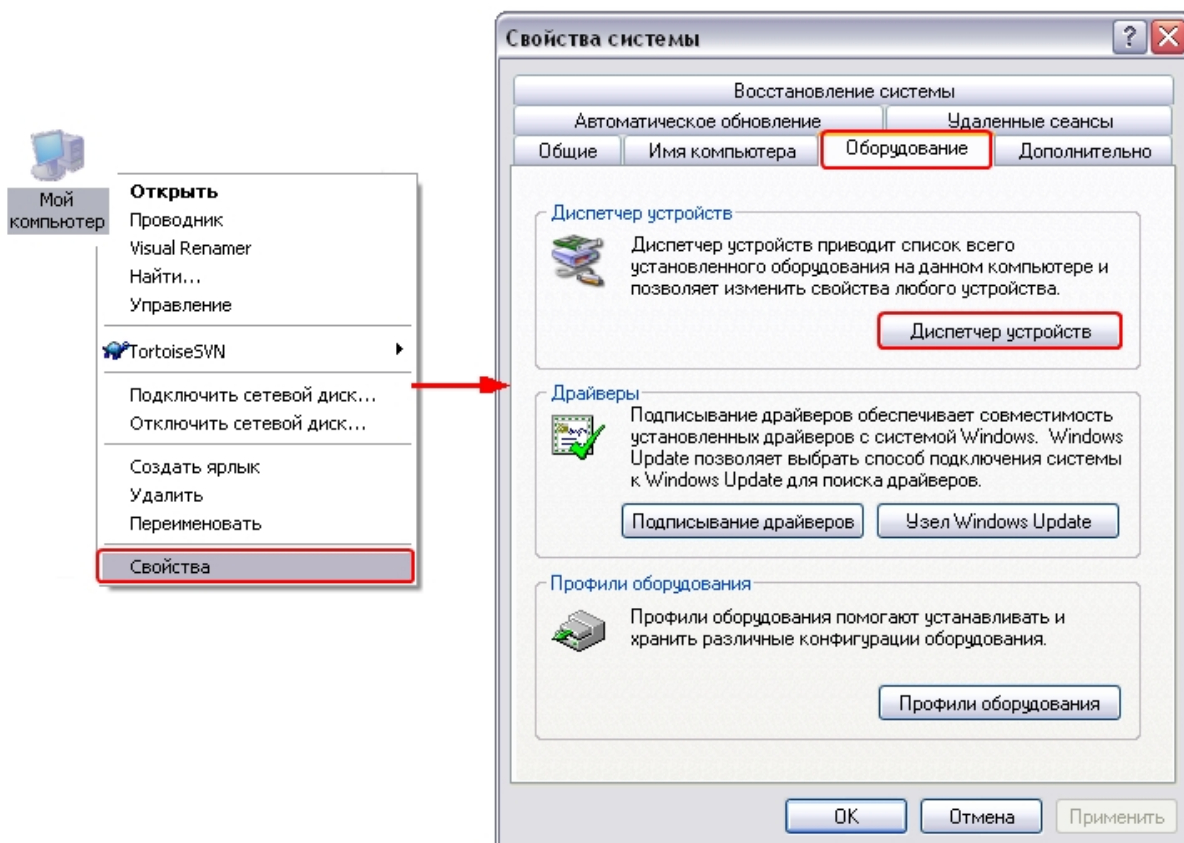 Мой
компьютер
Открыть
Проводник
Visual Renamer
Найти...
Управление
TortoiseSVN
Подключить сетевой диск...
Отключить сетевой диск...
Создать ярлык
Удалить
Переименовать
Свойства
Свойства системы
Восстановление системы
Автоматическое обновление
Удаленные сеансы
Общие
Имя компьютера
Оборудование
Дополнительно
Диспетчер устройств
Диспетчер устройств приводит список всего
установленного оборудования на данном компьютере и
позволяет изменить свойства любого устройства.
Диспетчер устройств
Драйверы
Подписывание драйверов обеспечивает совместимость
установленных драйверов с системой Windows. Windows
Update позволяет выбрать способ подключения системы
к Windows Update для поиска драйверов.
Подписывание драйверов
Узел Windows Update
Профили оборудования
Профили оборудования помогают устанавливать и
хранить различные конфигурации оборудования.
Профили оборудования
OK
Отмена
Применить